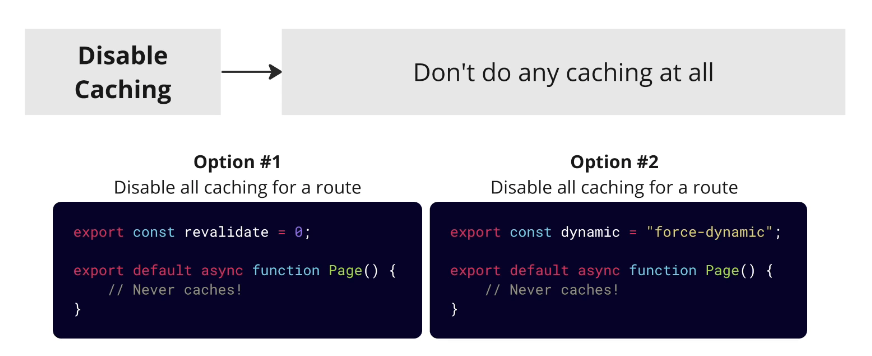 Disable
Caching
Don't do any caching at all
Option #1
Disable all caching for a route
export const revalidate = 0;
export default async function Page() {
// Never caches!
}
Option #2
Disable all caching for a route
export const dynamic = "force-dynamic";
export default async function Page() {
// Never caches!
}